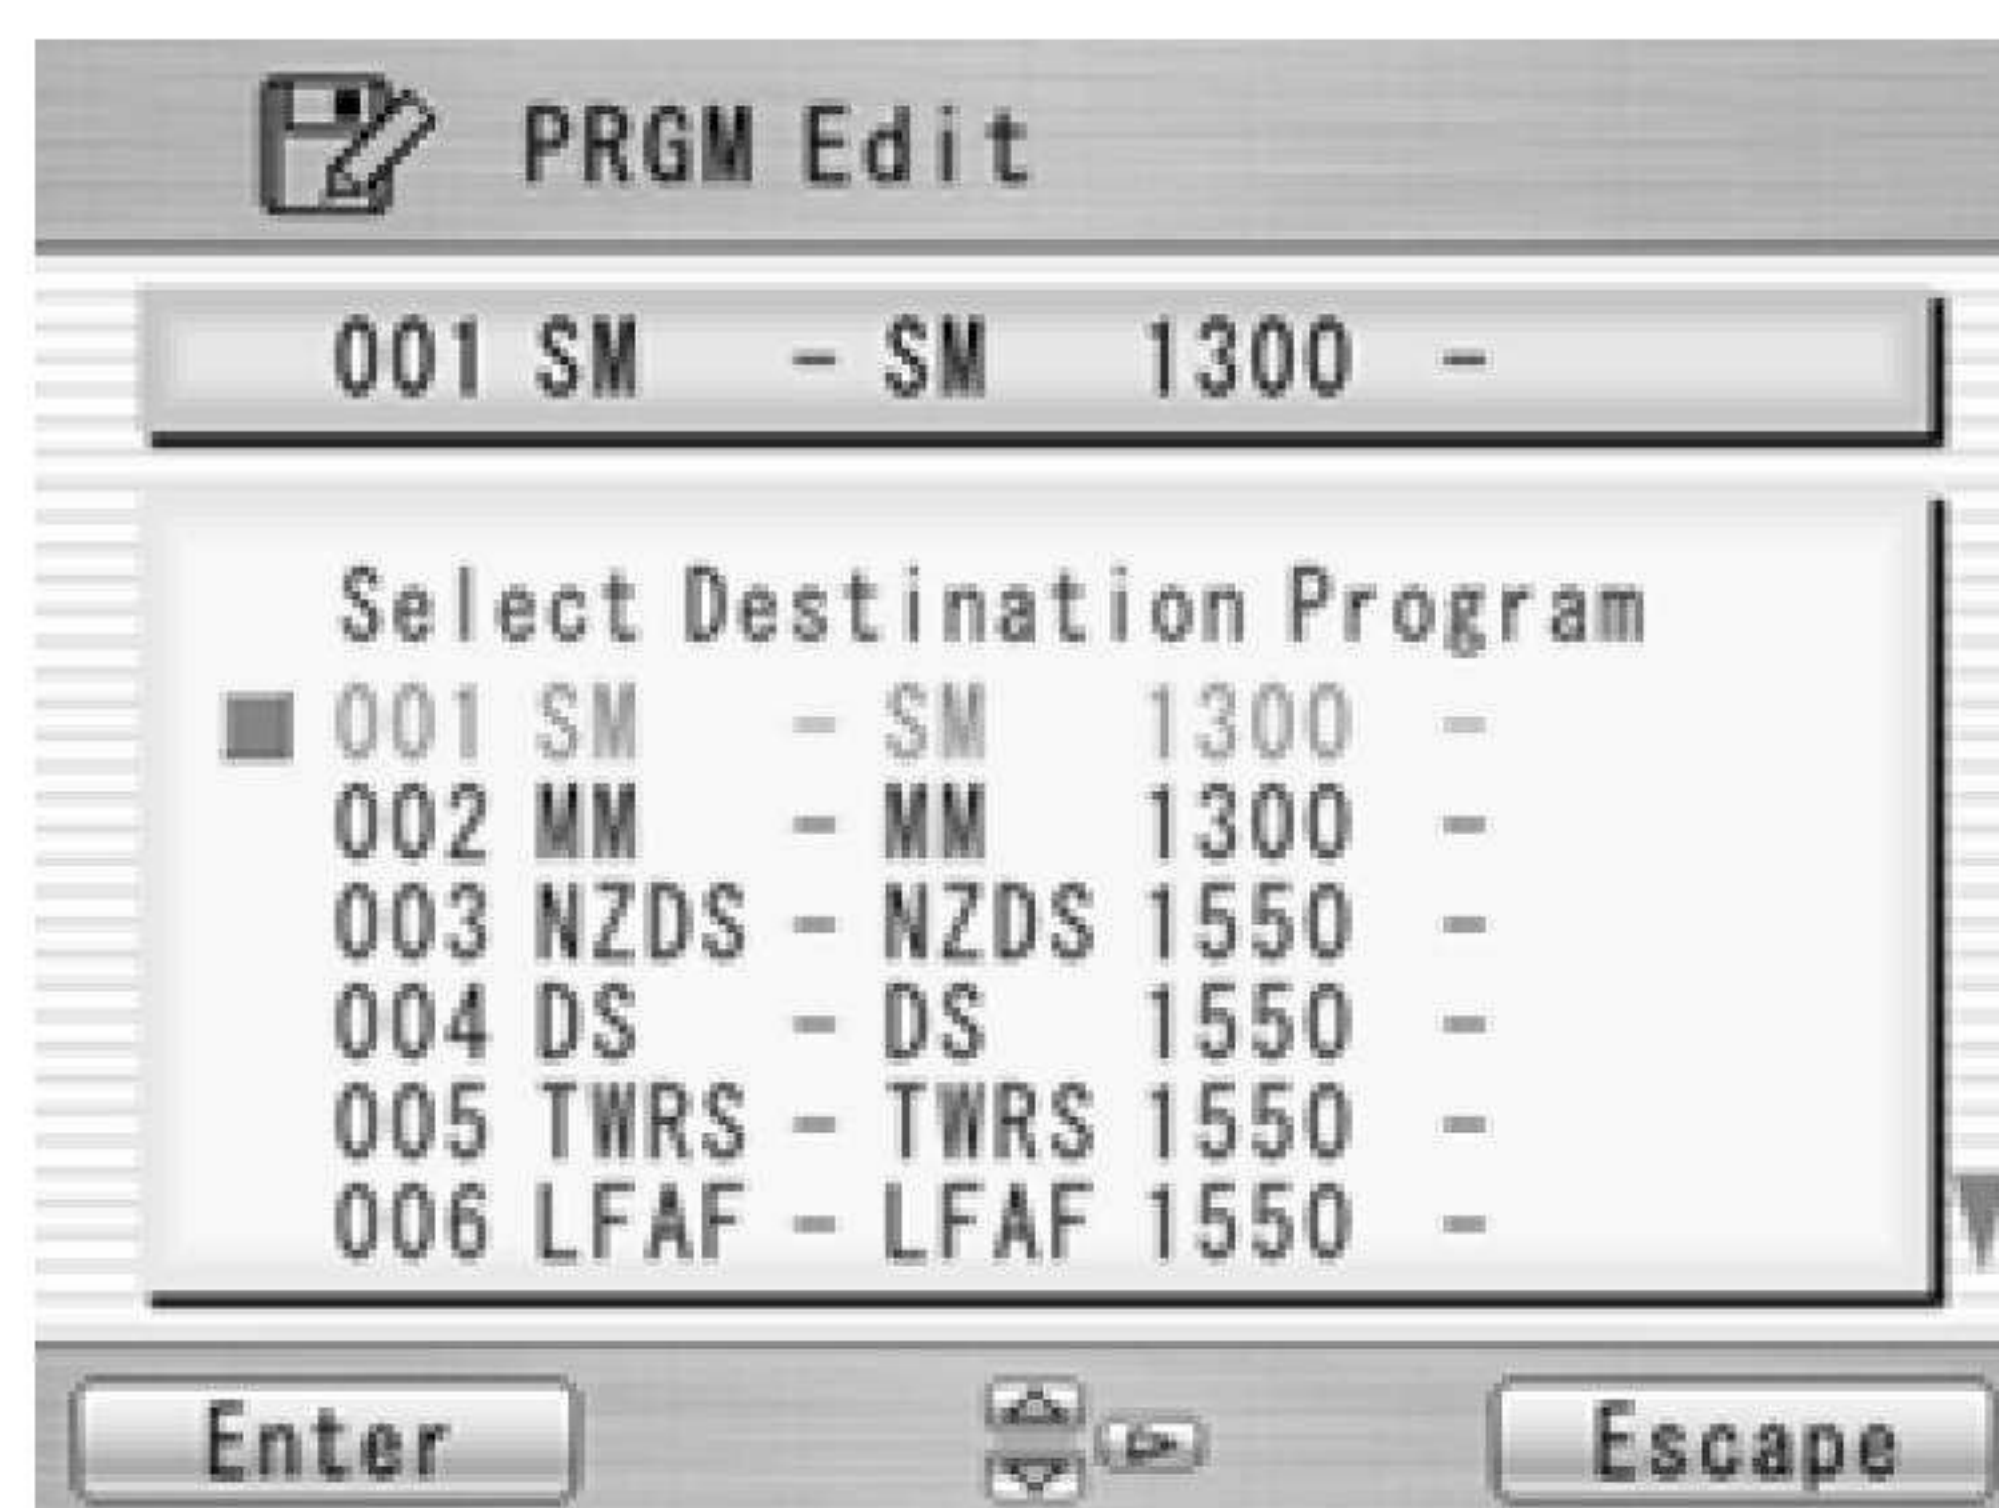 PRGM Edit
001 SM - SM 1300 -
Select Destination Program
001 SM - SM 1300 -
002 MM - MM 1300 -
003 NZDS - NZDS 1550 -
004 DS - DS 1550 -
005 TWRS - TWRS 1550 -
006 LFAF - LFAF 1550 -
Enter Escape